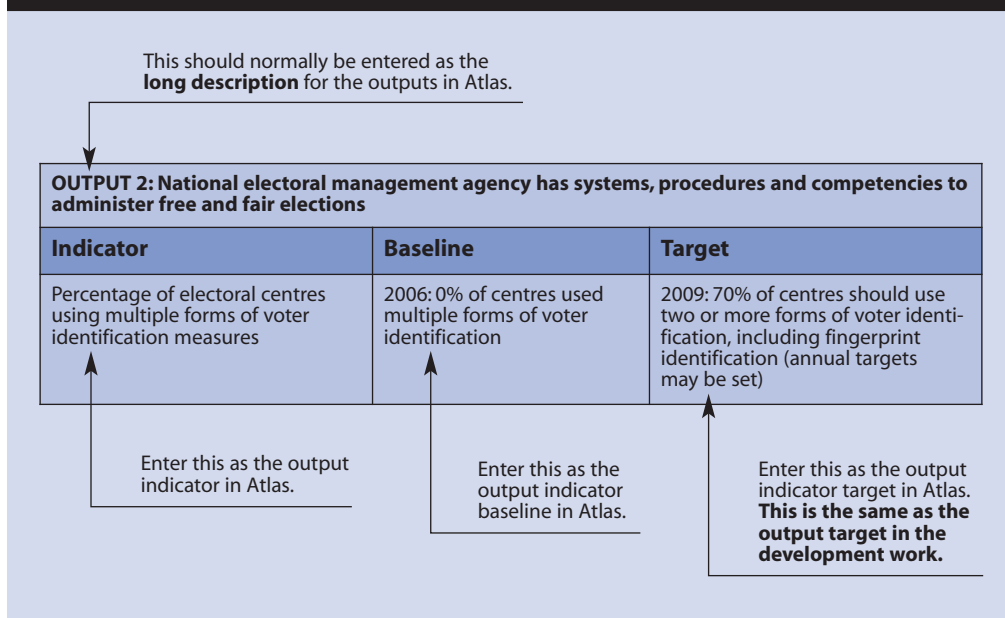 This should normally be entered as the
long description for the outputs in Atlas.
OUTPUT 2: National electoral management agency has systems, procedures and competencies to
administer free and fair elections
Indicator
Baseline
Target
Percentage of electoral centres
using multiple forms of voter
identification measures
2006: 0% of centres used
multiple forms of voter
identification
2009: 70% of centres should use
two or more forms of voter identi-
fication, including fingerprint
identification (annual targets
may be set)
Enter this as the output
indicator in Atlas.
Enter this as the
output indicator
baseline in Atlas.
Enter this as the output
indicator target in Atlas.
This is the same as the
output target in the
development work.